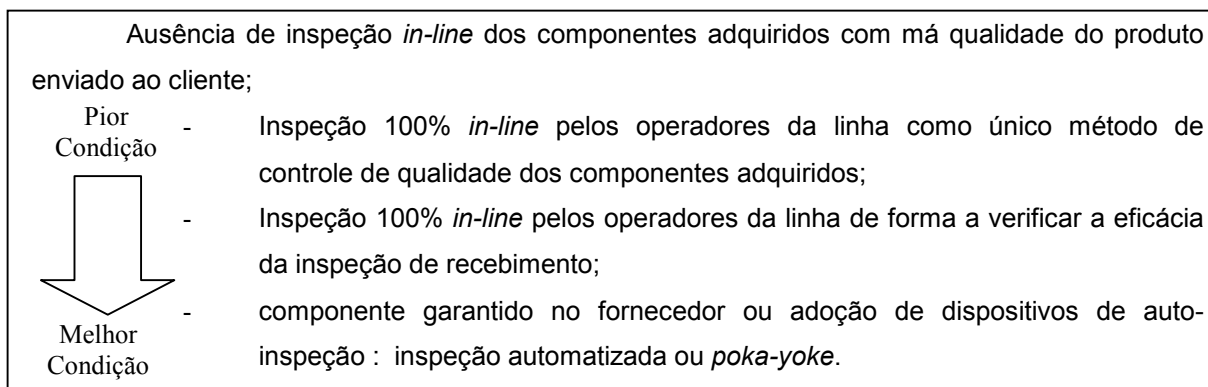 Ausência de inspeção in-line dos componentes adquiridos com má qualidade do produto
enviado ao cliente;
Pior
Condição
- Inspeção 100% in-line pelos operadores da linha como único método de
controle de qualidade dos componentes adquiridos;
- Inspeção 100% in-line pelos operadores da linha de forma a verificar a eficácia
da inspeção de recebimento;
- componente garantido no fornecedor ou adoção de dispositivos de auto-
inspeção : inspeção automatizada ou poka-yoke.
Melhor
Condição